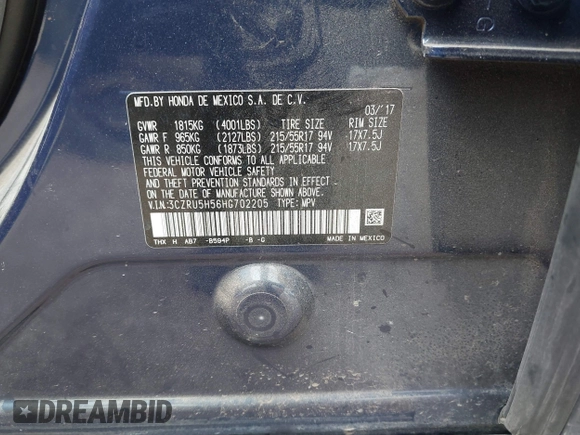 -G
MFD.BY HONDA DE MEXICO S.A. DE C.V.
03/'17
GVWR 1815KG (4001LBS) TIRE SIZE RIM SIZE
GAWR F 965KG (2127LBS) 215/55R17 94V 17X7.5J
GAWR R 850KG (1873LBS) 215/55R17 94V 17X7.5J
THIS VEHICLE CONFORMS TO ALL APPLICABLE
FEDERAL MOTOR VEHICLE SAFETY, BUMPER,
AND THEFT PREVENTION STANDARDS IN EFFECT
ON THE DATE OF MANUFACTURE SHOWN ABOVE.
V.I.N:3CZRU5H56HG702205 TYPE: MPV
THX H AB7 -B594P -B -G MADE IN MEXICO
DREAMBID